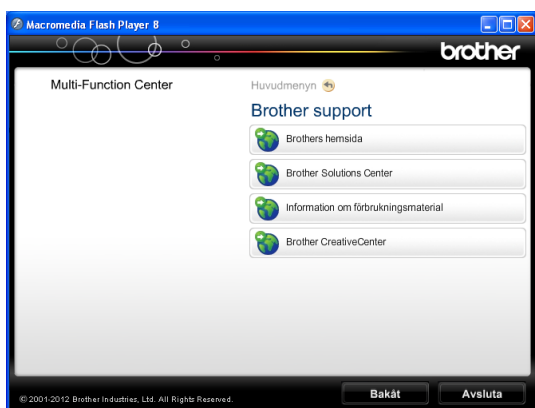 Macromedia Flash Player 8
brother
Multi-Function Center
Huvudmenyn
Brother support
Brothers hemsida
Brother Solutions Center
Information om förbrukningsmaterial
Brother CreativeCenter
© 2001-2012 Brother Industries, Ltd. All Rights Reserved.
Bakåt
Avsluta